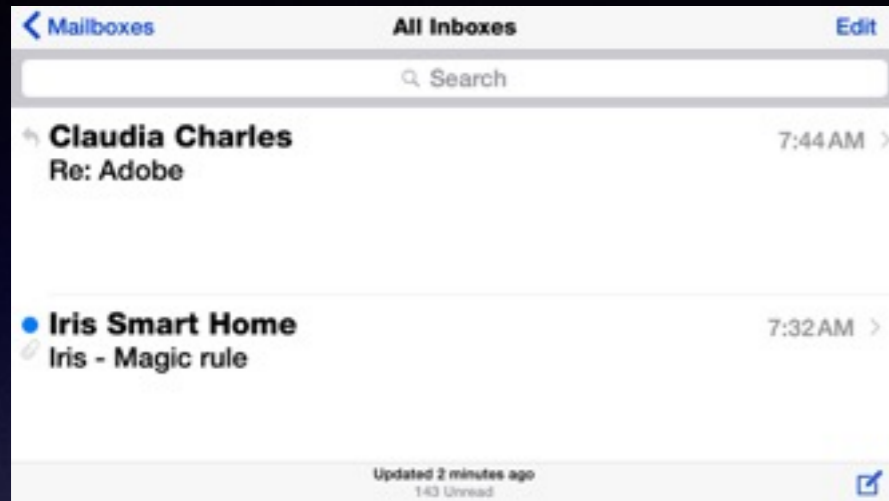 Mailboxes All Inboxes Edit
Search
Claudia Charles 7:44 AM
Re: Adobe
Iris Smart Home 7:32 AM
Iris - Magic rule
Updated 2 minutes ago
143 Unread